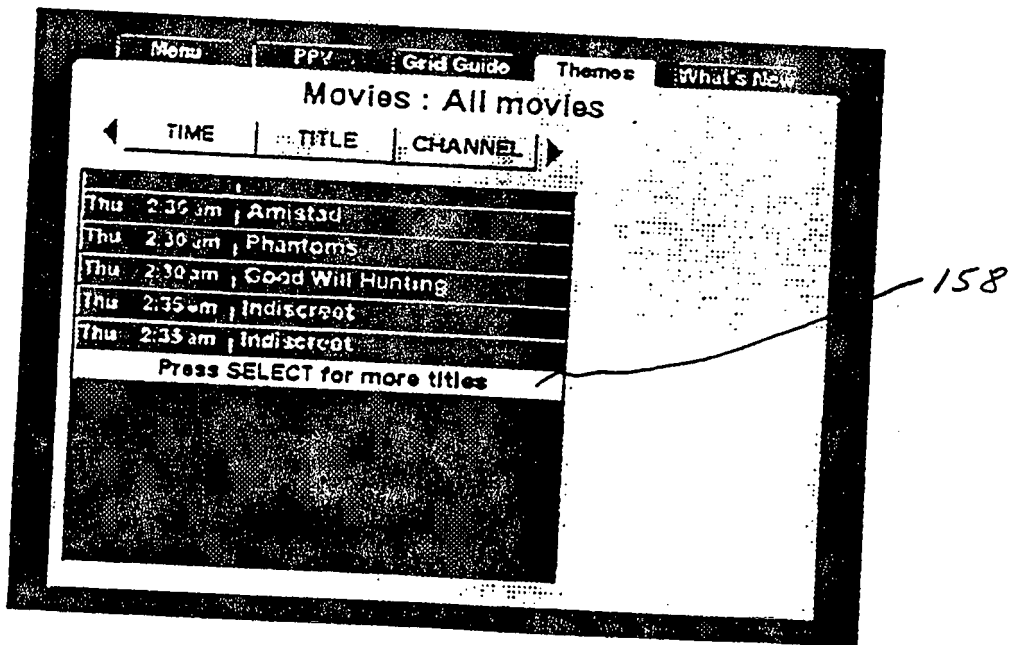 Menu PPV Grid Guide Themes What's New
Movies : All movies
TIME TITLE CHANNEL
Thu 2:30 am Amistad
Thu 2:30 am Phantoms
Thu 2:30 am Good Will Hunting
Thu 2:35 am Indiscreet
Thu 2:35 am Indiscreet
Press SELECT for more titles
158